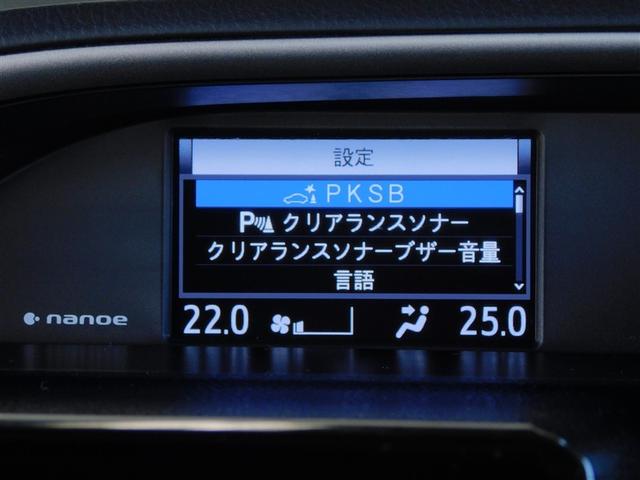 設定
PKSB
P クリアランスソナー
クリアランスソナーブザー音量
言語
nanoe
22.0 25.0